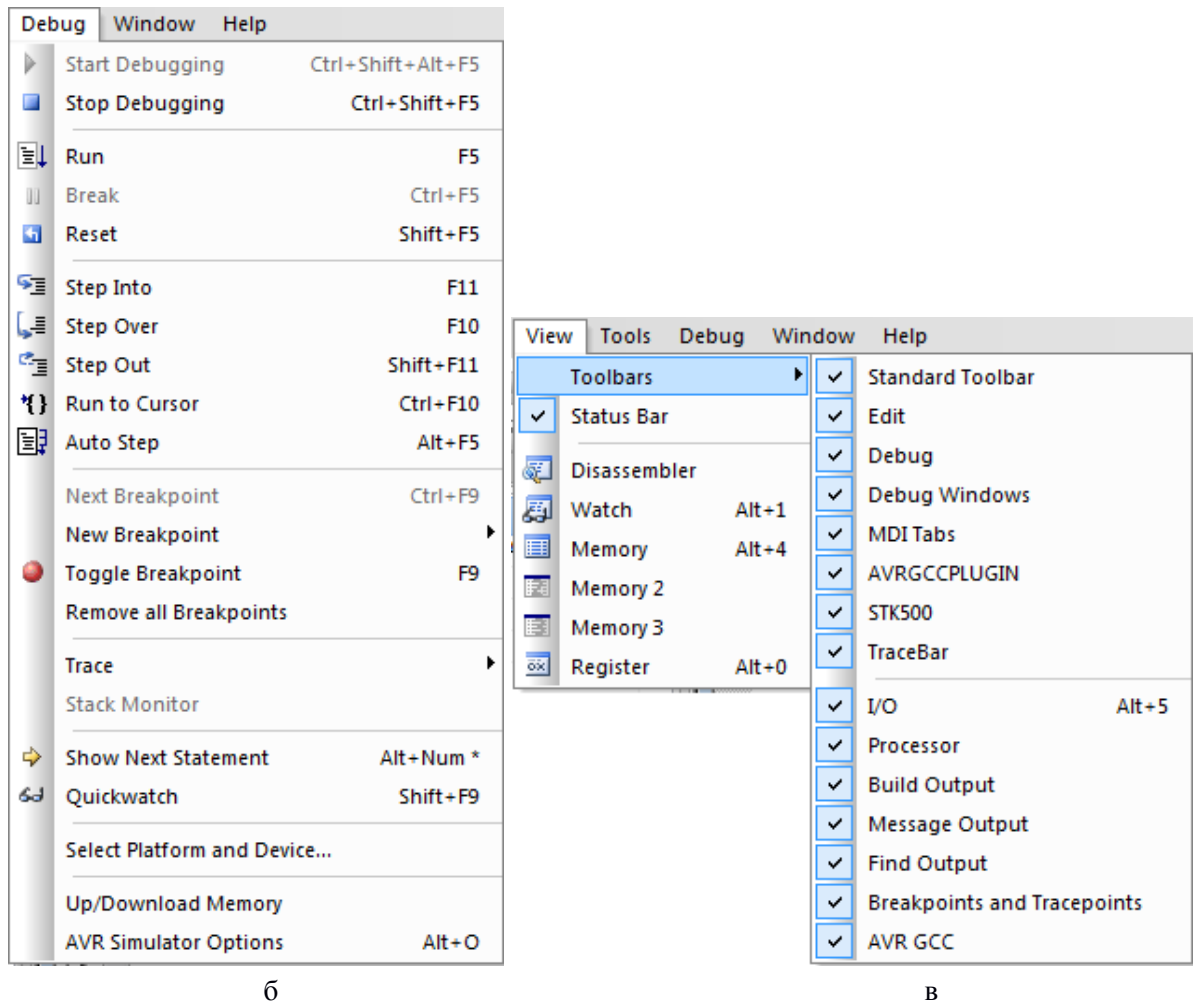 Debug Window Help
Start Debugging Ctrl+Shift+Alt+F5
Stop Debugging Ctrl+Shift+F5
Run F5
Break Ctrl+F5
Reset Shift+F5
Step Into F11
Step Over F10
Step Out Shift+F11
Run to Cursor Ctrl+F10
Auto Step Alt+F5
Next Breakpoint Ctrl+F9
New Breakpoint
Toggle Breakpoint F9
Remove all Breakpoints
Trace
Stack Monitor
Show Next Statement Alt+Num *
Quickwatch Shift+F9
Select Platform and Device...
Up/Download Memory
AVR Simulator Options Alt+O
б
View Tools Debug Window Help
Toolbars
Status Bar
Disassembler
Watch Alt+1
Memory Alt+4
Memory 2
Memory 3
Register Alt+0
Standard Toolbar
Edit
Debug
Debug Windows
MDI Tabs
AVRGCCPLUGIN
STK500
TraceBar
I/O Alt+5
Processor
Build Output
Message Output
Find Output
Breakpoints and Tracepoints
AVR GCC
в